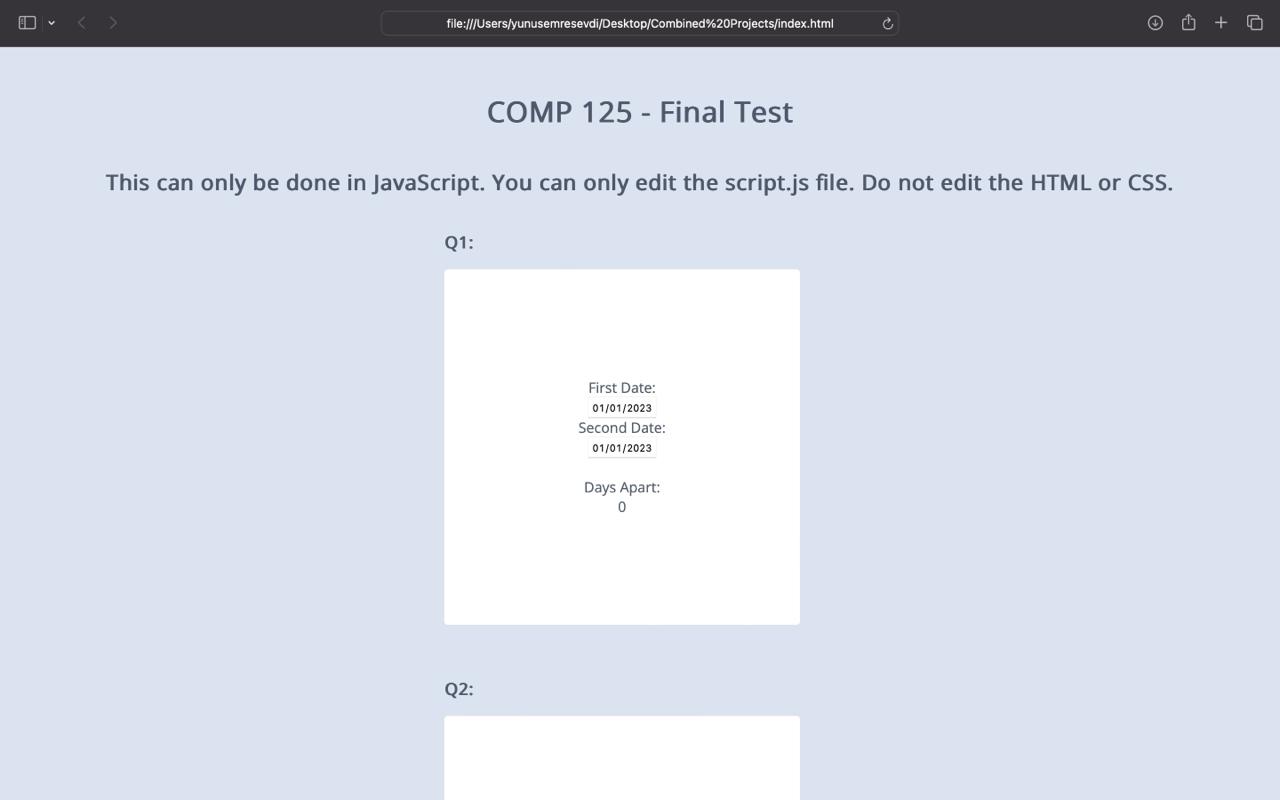 file:///Users/yunusemresevdi/Desktop/Combined%20Projects/index.html
COMP 125 - Final Test
This can only be done in JavaScript. You can only edit the script.js file. Do not edit the HTML or CSS.
Q1:
First Date:
01/01/2023
Second Date:
01/01/2023
Days Apart:
0
Q2: